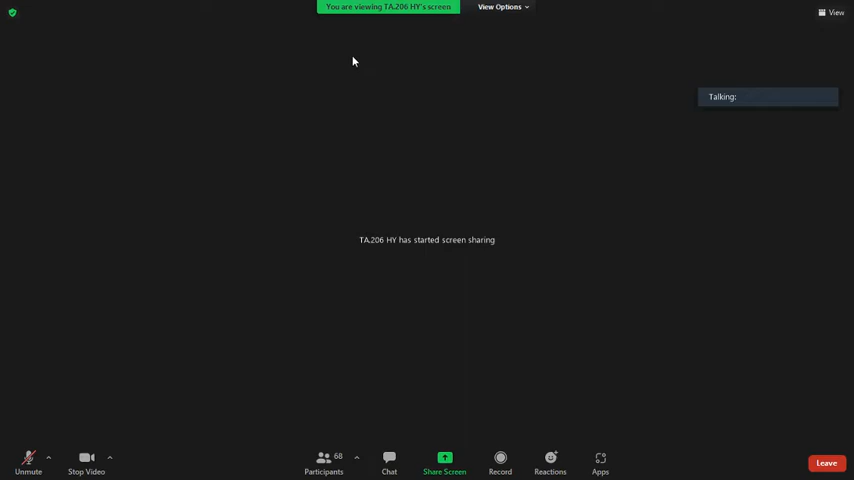 You are viewing TA.206 HY's screen
View Options
View
Talking:
TA.206 HY has started screen sharing
68
Unmute
Stop Video
Participants
Chat
Share Screen
Record
Reactions
Apps
Leave